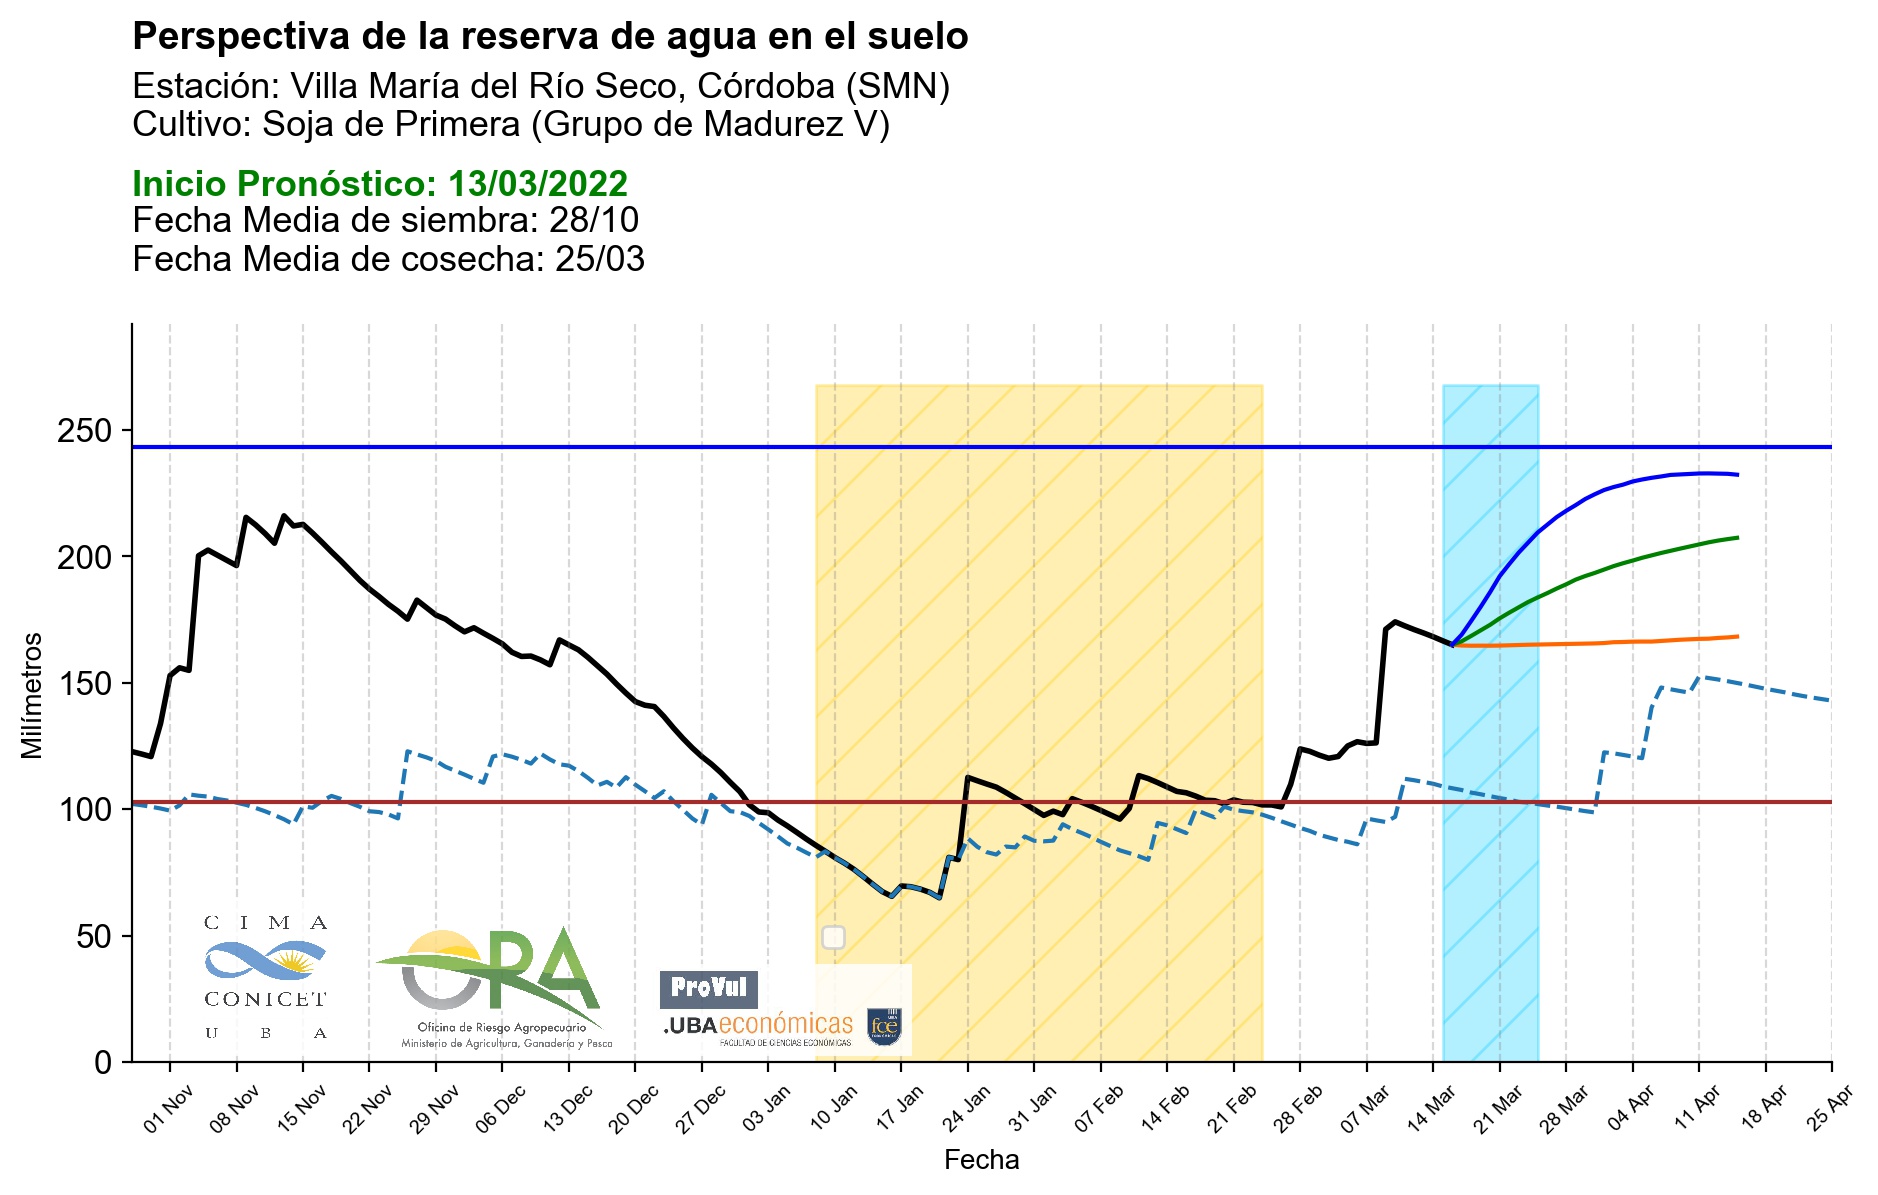 Perspectiva de la reserva de agua en el suelo
Estación: Villa María del Río Seco, Córdoba (SMN)
Cultivo: Soja de Primera (Grupo de Madurez V)
Inicio Pronóstico: 13/03/2022
Fecha Media de siembra: 28/10
Fecha Media de cosecha: 25/03
Milímetros
250
200
150
100
50
0
CIMA
CONICET
UBA
ORA
Oficina de Riesgo Agropecuario
Ministerio de Agricultura, Ganadería y Pesca
ProVul
.UBAeconómicas
FACULTAD DE CIENCIAS ECONÓMICAS
UBA
fce
01 Nov
08 Nov
15 Nov
22 Nov
29 Nov
06 Dec
13 Dec
20 Dec
27 Dec
03 Jan
10 Jan
17 Jan
24 Jan
31 Jan
07 Feb
14 Feb
21 Feb
28 Feb
07 Mar
14 Mar
21 Mar
28 Mar
04 Apr
11 Apr
18 Apr
25 Apr
Fecha